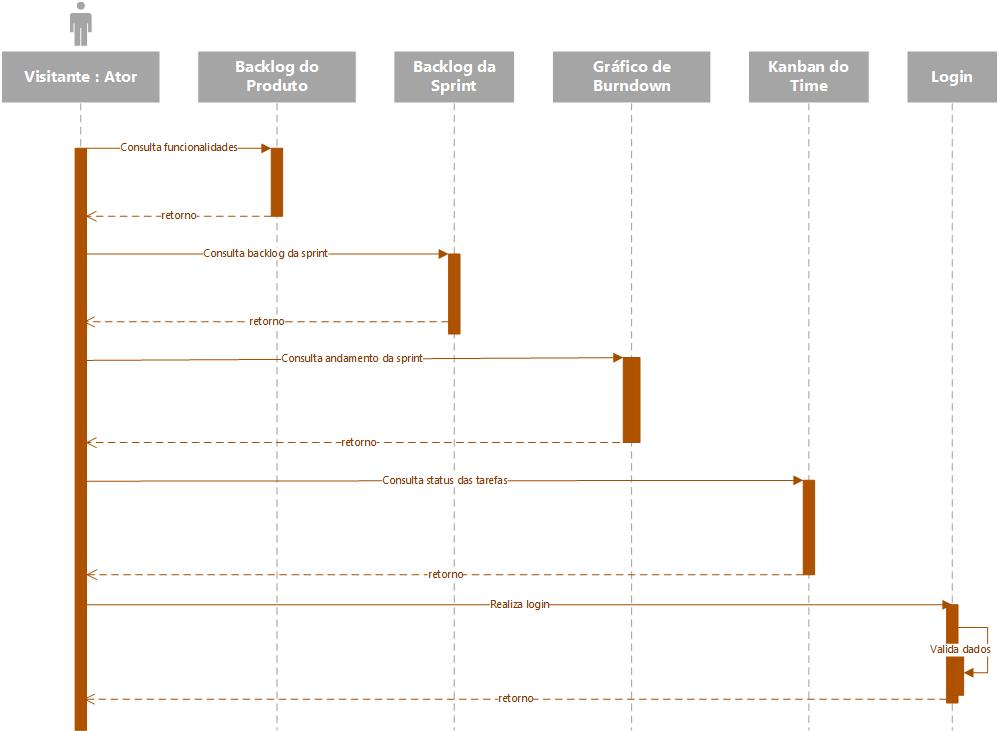 Visitante : Ator
Backlog do
Produto
Backlog da
Sprint
Gráfico de
Burndown
Kanban do
Time
Login
Consulta funcionalidades
retorno
Consulta backlog da sprint
retorno
Consulta andamento da sprint
retorno
Consulta status das tarefas
retorno
Realiza login
Valida dados
retorno